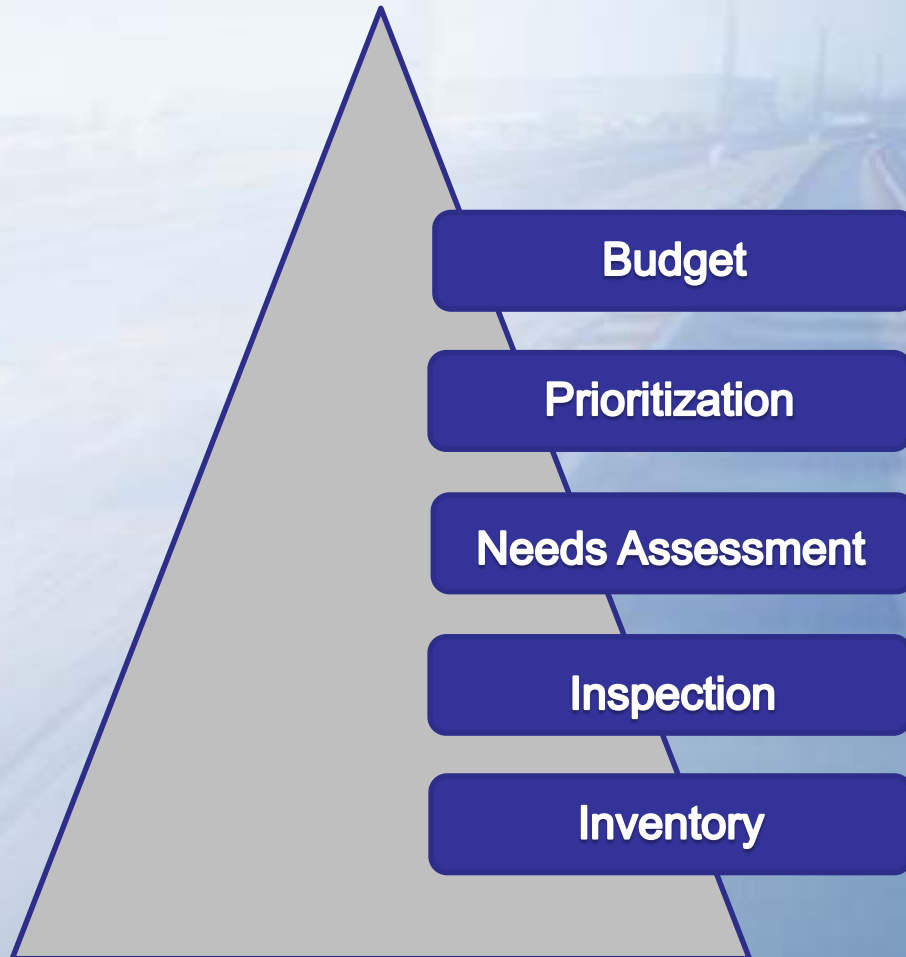 Budget
Prioritization
Needs Assessment
Inspection
Inventory